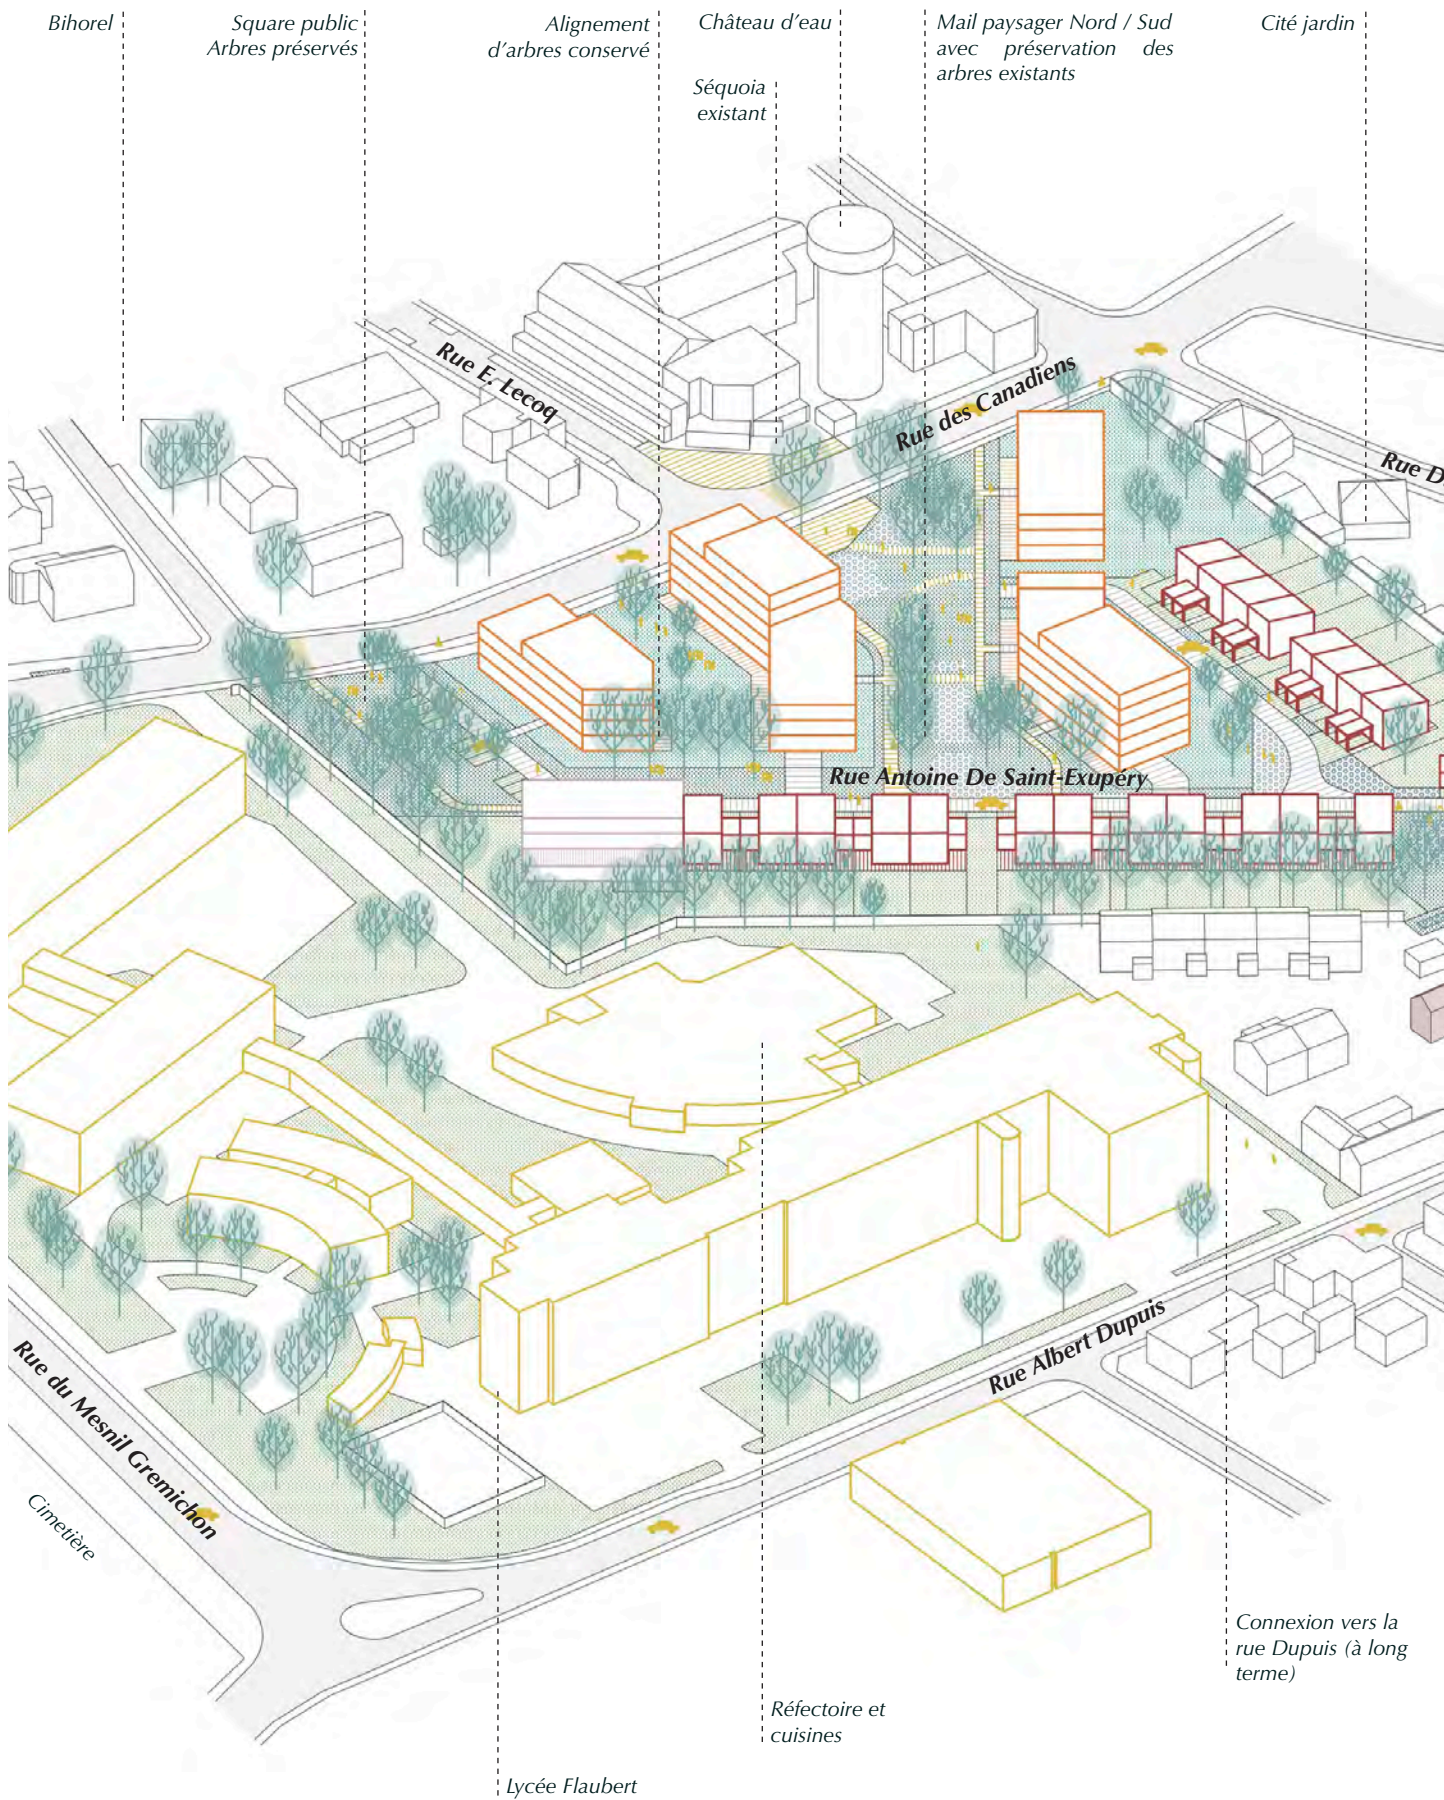 Bihorel
Square public
Arbres préservés
Alignement
d'arbres conservé
Château d'eau
Séquoia
existant
Mail paysager Nord / Sud
avec préservation des
arbres existants
Cité jardin
Rue E. Lecoq
Rue des Canadiens
Rue D
Rue Antoine De Saint-Exupéry
Rue Albert Dupuis
Rue du Mesnil Gremichon
Cimetière
Connexion vers la
rue Dupuis (à long
terme)
Réfectoire et
cuisines
Lycée Flaubert